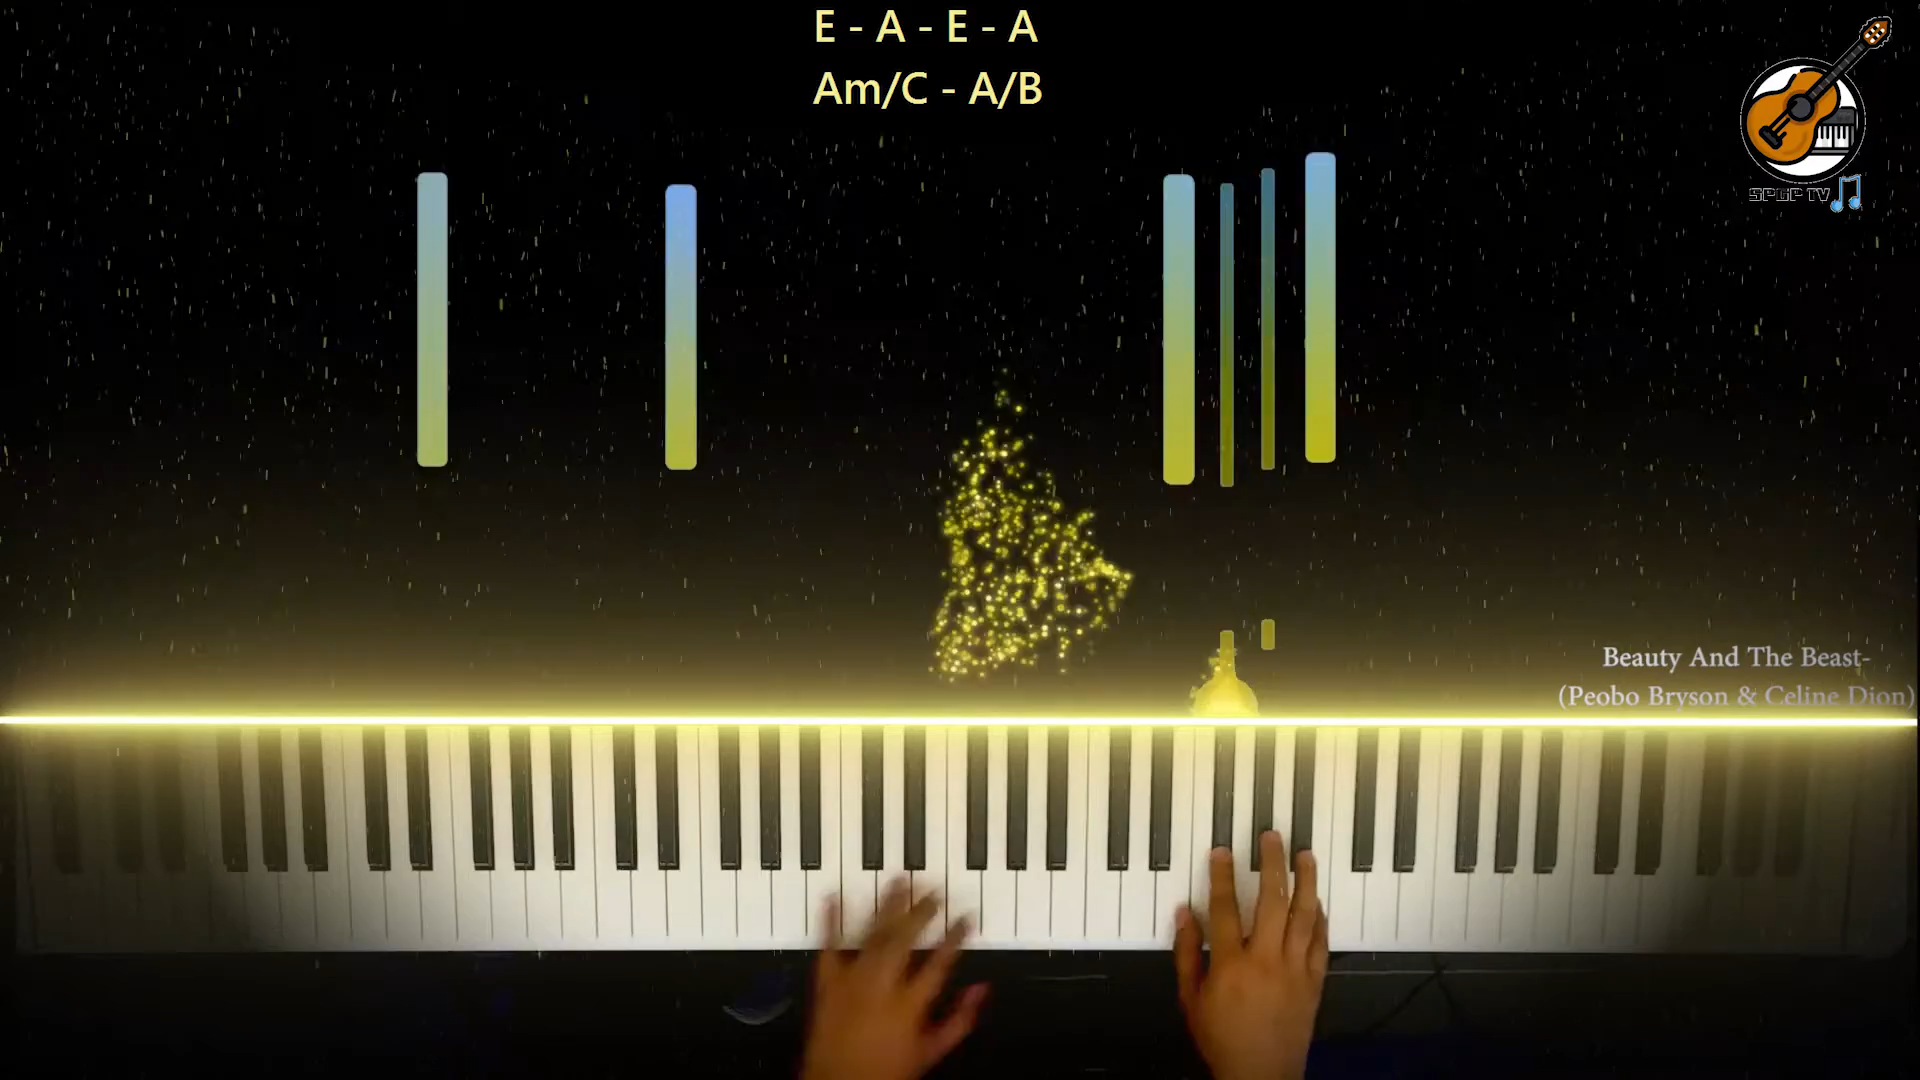 E - A - E - A
Am/C - A/B
SPGP TV
Beauty And The Beast-
(Peobo Bryson & Celine Dion)